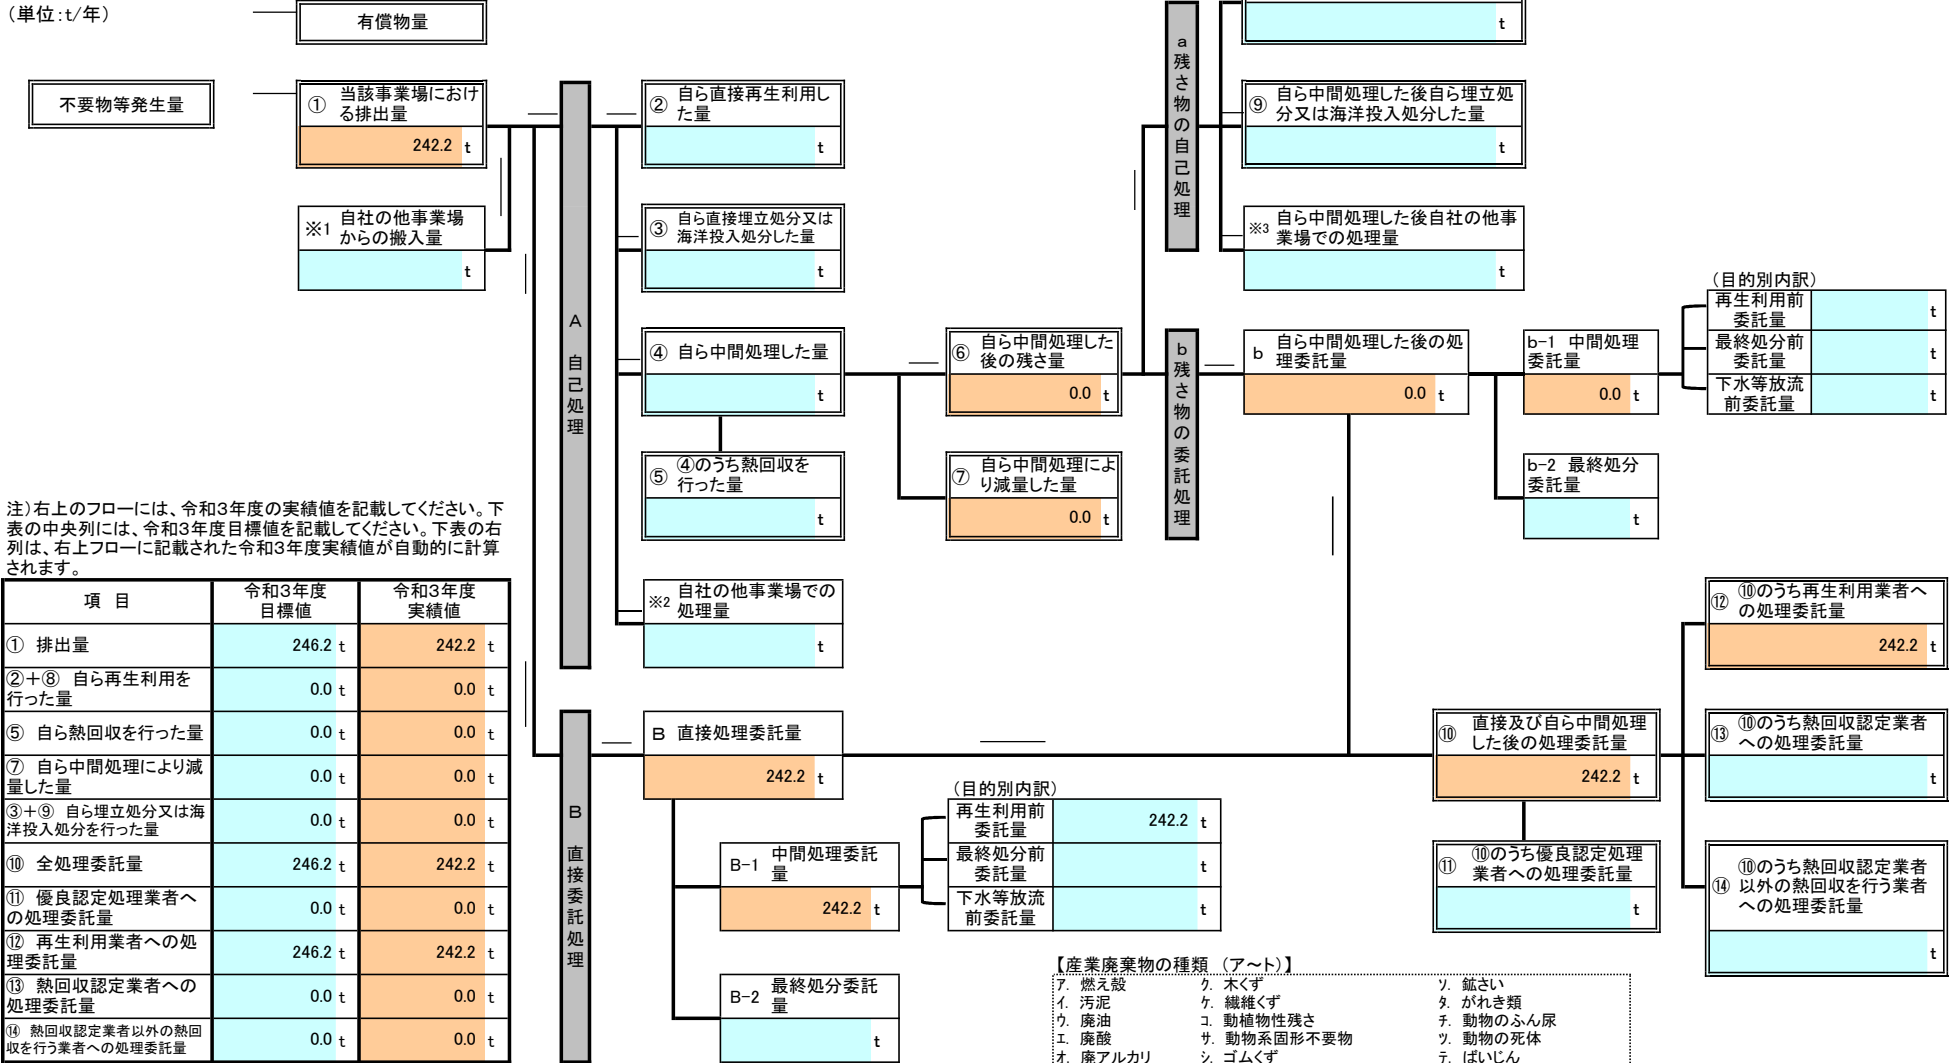 (単位:t/年)
有償物量
不要物等発生量
① 当該事業場におけ
る排出量
242.2 t
※1 自社の他事業場
からの搬入量
t
A 自己処理
② 自ら直接再生利用し
た量
t
③ 自ら直接埋立処分又は
海洋投入処分した量
t
④ 自ら中間処理した量
t
⑤ ④のうち熱回収を
行った量
t
※2 自社の他事業場での
処理量
t
⑥ 自ら中間処理した
後の残さ量
0.0 t
⑦ 自ら中間処理によ
り減量した量
0.0 t
a 残さ物の自己処理
t
⑨ 自ら中間処理した後自ら埋立処
分又は海洋投入処分した量
t
※3 自ら中間処理した後自社の他事
業場での処理量
t
b 残さ物の委託処理
b 自ら中間処理した後の処
理委託量
0.0 t
b-1 中間処理
委託量
0.0 t
(目的別内訳)
再生利用前
委託量 t
最終処分前
委託量 t
下水等放流
前委託量 t
b-2 最終処分
委託量
t
注)右上のフローには、令和3年度の実績値を記載してください。下
表の中央列には、令和3年度目標値を記載してください。下表の右
列は、右上フローに記載された令和3年度実績値が自動的に計算
されます。
項 目 令和3年度
目標値 令和3年度
実績値
① 排出量 246.2 t 242.2 t
②+⑧ 自ら再生利用を
行った量 0.0 t 0.0 t
⑤ 自ら熱回収を行った量 0.0 t 0.0 t
⑦ 自ら中間処理により減
量した量 0.0 t 0.0 t
③+⑨ 自ら埋立処分又は海
洋投入処分を行った量 0.0 t 0.0 t
⑩ 全処理委託量 246.2 t 242.2 t
⑪ 優良認定処理業者へ
の処理委託量 0.0 t 0.0 t
⑫ 再生利用業者への処
理委託量 246.2 t 242.2 t
⑬ 熱回収認定業者への
処理委託量 0.0 t 0.0 t
⑭ 熱回収認定業者以外の熱回
収を行う業者への処理委託量 0.0 t 0.0 t
B 直接委託処理
B 直接処理委託量
242.2 t
B-1 中間処理委託
量
242.2 t
(目的別内訳)
再生利用前
委託量 242.2 t
最終処分前
委託量 t
下水等放流
前委託量 t
B-2 最終処分委託
量
t
⑩ 直接及び自ら中間処理
した後の処理委託量
242.2 t
⑪ ⑩のうち優良認定処理
業者への処理委託量
t
⑫ ⑩のうち再生利用業者へ
の処理委託量
242.2 t
⑬ ⑩のうち熱回収認定業者
への処理委託量
t
⑭ ⑩のうち熱回収認定業者
以外の熱回収を行う業者
への処理委託量
t
【産業廃棄物の種類 (ア~ト)】
ア. 燃え殻 ク. 木くず ソ. 鉱さい
イ. 汚泥 ケ. 繊維くず タ. がれき類
ウ. 廃油 コ. 動植物性残さ チ. 動物のふん尿
エ. 廃酸 サ. 動物系固形不要物 ツ. 動物の死体
オ. 廃アルカリ シ. ゴムくず テ. ばいじん